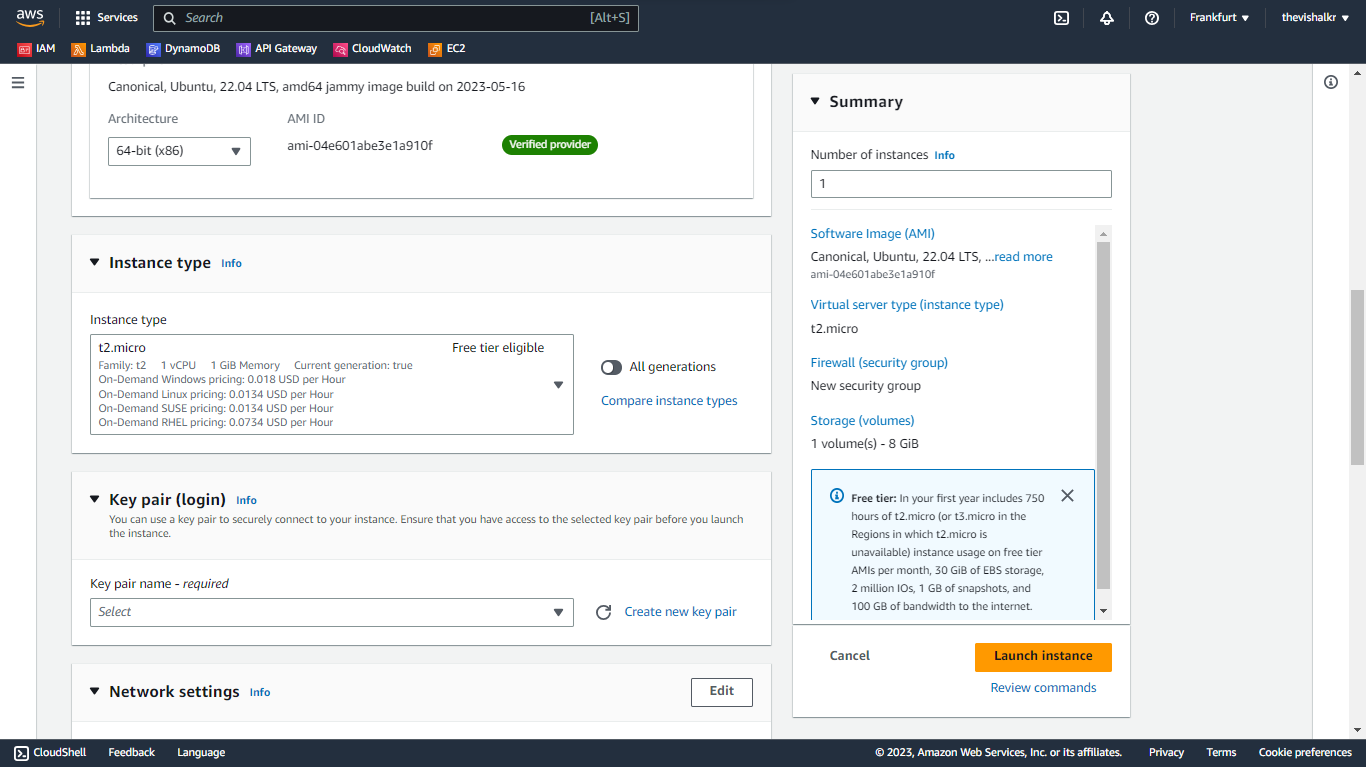 aws
Services
Search [Alt+S]
Frankfurt
thevishalkr
IAM
Lambda
DynamoDB
API Gateway
CloudWatch
EC2
Canonical, Ubuntu, 22.04 LTS, amd64 jammy image build on 2023-05-16
Architecture
AMI ID
64-bit (x86)
ami-04e601abe3e1a910f
Verified provider
Instance type Info
Instance type
t2.micro
Free tier eligible
Family: t2 1 vCPU 1 GiB Memory Current generation: true
On-Demand Windows pricing: 0.018 USD per Hour
On-Demand Linux pricing: 0.0134 USD per Hour
On-Demand SUSE pricing: 0.0134 USD per Hour
On-Demand RHEL pricing: 0.0734 USD per Hour
All generations
Compare instance types
Key pair (login) Info
You can use a key pair to securely connect to your instance. Ensure that you have access to the selected key pair before you launch
the instance.
Key pair name - required
Select
Create new key pair
Network settings Info
Edit
Summary
Number of instances Info
1
Software Image (AMI)
Canonical, Ubuntu, 22.04 LTS, ...read more
ami-04e601abe3e1a910f
Virtual server type (instance type)
t2.micro
Firewall (security group)
New security group
Storage (volumes)
1 volume(s) - 8 GiB
Free tier: In your first year includes 750
hours of t2.micro (or t3.micro in the
Regions in which t2.micro is
unavailable) instance usage on free tier
AMIs per month, 30 GiB of EBS storage,
2 million IOs, 1 GB of snapshots, and
100 GB of bandwidth to the internet.
Cancel
Launch instance
Review commands
CloudShell
Feedback
Language
© 2023, Amazon Web Services, Inc. or its affiliates.
Privacy
Terms
Cookie preferences